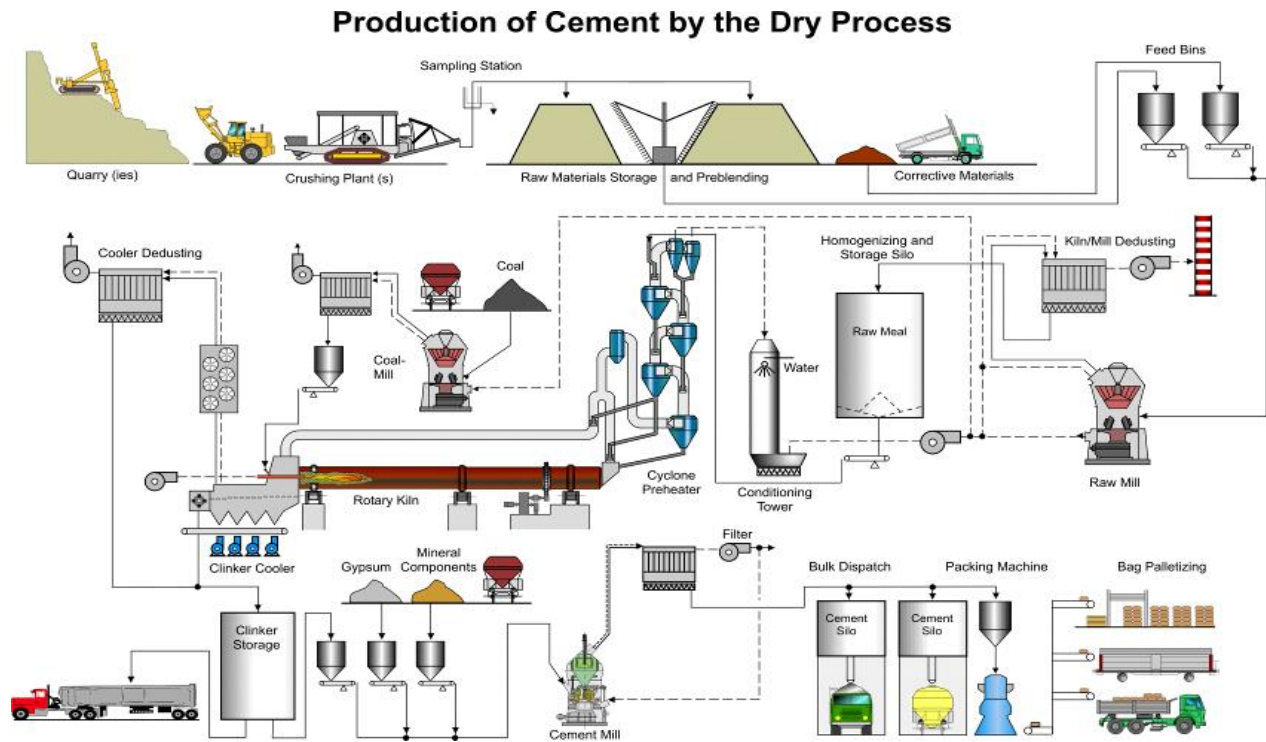 Production of Cement by the Dry Process
Feed Bins
Sampling Station
Quarry (ies)
Crushing Plant (s)
Raw Materials Storage and Preblending
Corrective Materials
Cooler Dedusting
Coal
Homogenizing and
Storage Silo
Kiln/Mill Dedusting
Raw Meal
Coal-
Mill
Water
Rotary Kiln
Cyclone
Preheater
Conditioning
Tower
Raw Mill
Clinker Cooler
Gypsum
Mineral
Components
Filter
Bulk Dispatch
Packing Machine
Bag Palletizing
Clinker
Storage
Cement
Silo
Cement
Silo
Cement Mill